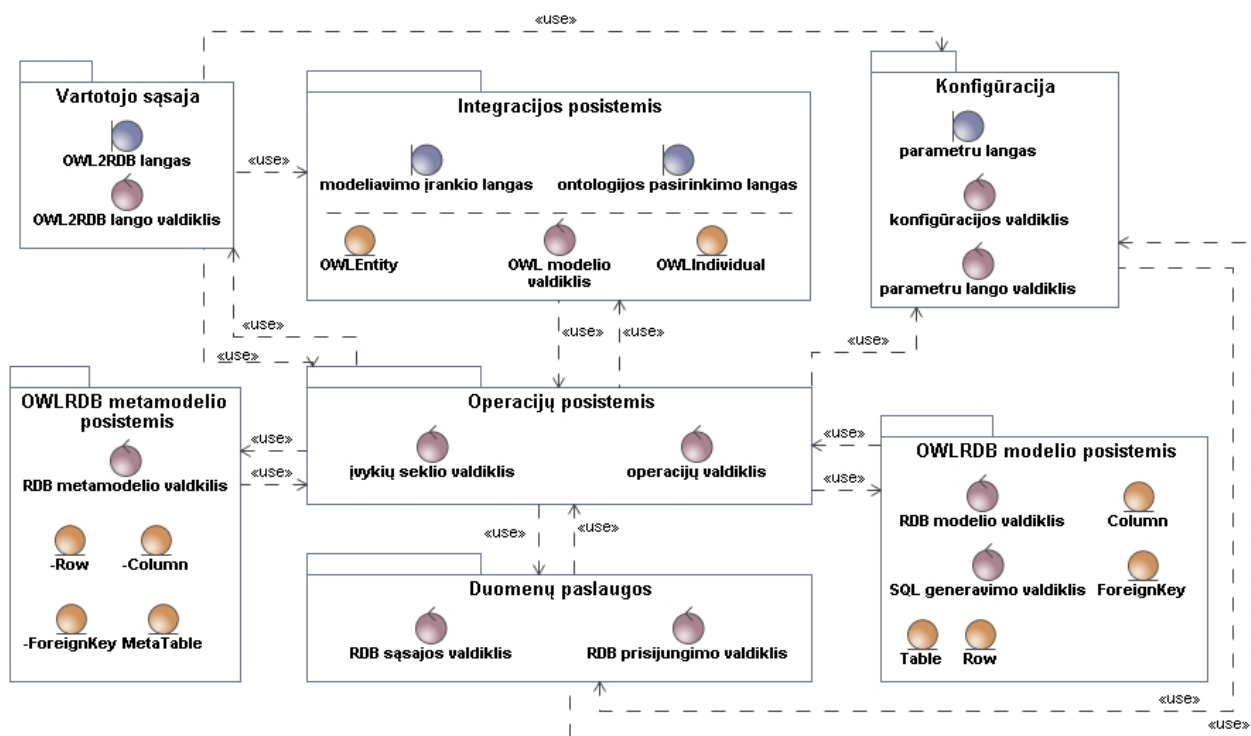 «use»
Vartotojo sąsaja
OWL2RDB langas
OWL2RDB lango valdiklis
«use»
Integracijos posistemis
modeliavimo įrankio langas
ontologijos pasirinkimo langas
OWLEntity
OWL modelio
valdiklis
OWLIndividual
Konfigūracija
parametru langas
konfigūracijos valdiklis
parametru lango valdiklis
«use»
«use»
«use»
«use»
«use»
OWLRDB metamodelio
posistemis
RDB metamodelio valdkilis
-Row
-Column
-ForeignKey
MetaTable
«use»
«use»
Operacijų posistemis
įvykių seklio valdiklis
operacijų valdiklis
«use»
«use»
OWLRDB modelio posistemis
RDB modelio valdiklis
Column
SQL generavimo valdiklis
ForeignKey
Table
Row
«use»
«use»
Duomenų paslaugos
RDB sąsajos valdiklis
RDB prisijungimo valdiklis
«use»
«use»